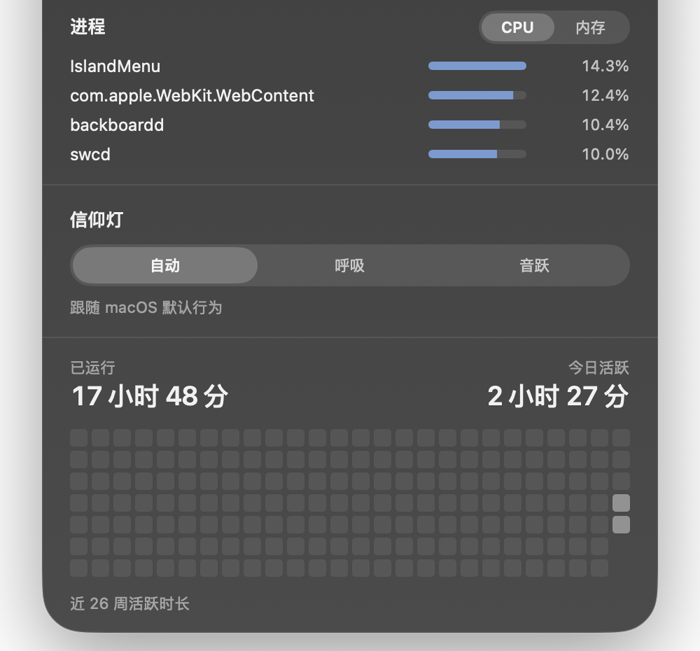 进程 CPU 内存
IslandMenu 14.3%
com.apple.WebKit.WebContent 12.4%
backboardd 10.4%
swcd 10.0%
信仰灯
自动 呼吸 音跃
跟随 macOS 默认行为
已运行 今日活跃
17 小时 48 分 2 小时 27 分
近 26 周活跃时长